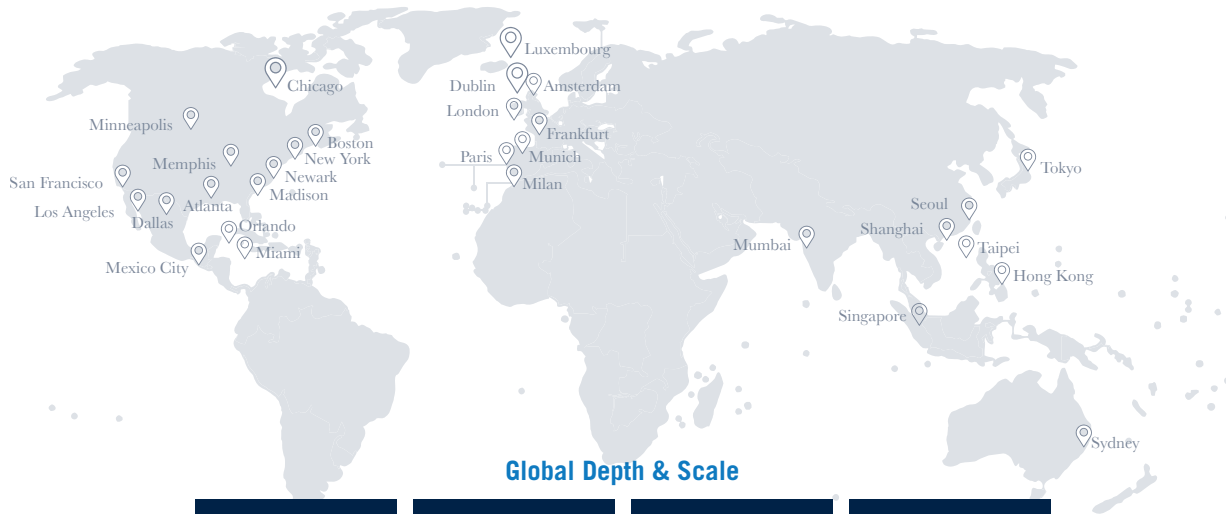 Luxembourg
Chicago
Dublin
Amsterdam
London
Minneapolis
Frankfurt
Boston
New York
Memphis
Paris
Munich
Newark
Tokyo
San Francisco
Madison
Milan
Los Angeles
Atlanta
Seoul
Dallas
Orlando
Shanghai
Mumbai
Taipei
Miami
Mexico City
Hong Kong
Singapore
Sydney
Global Depth & Scale